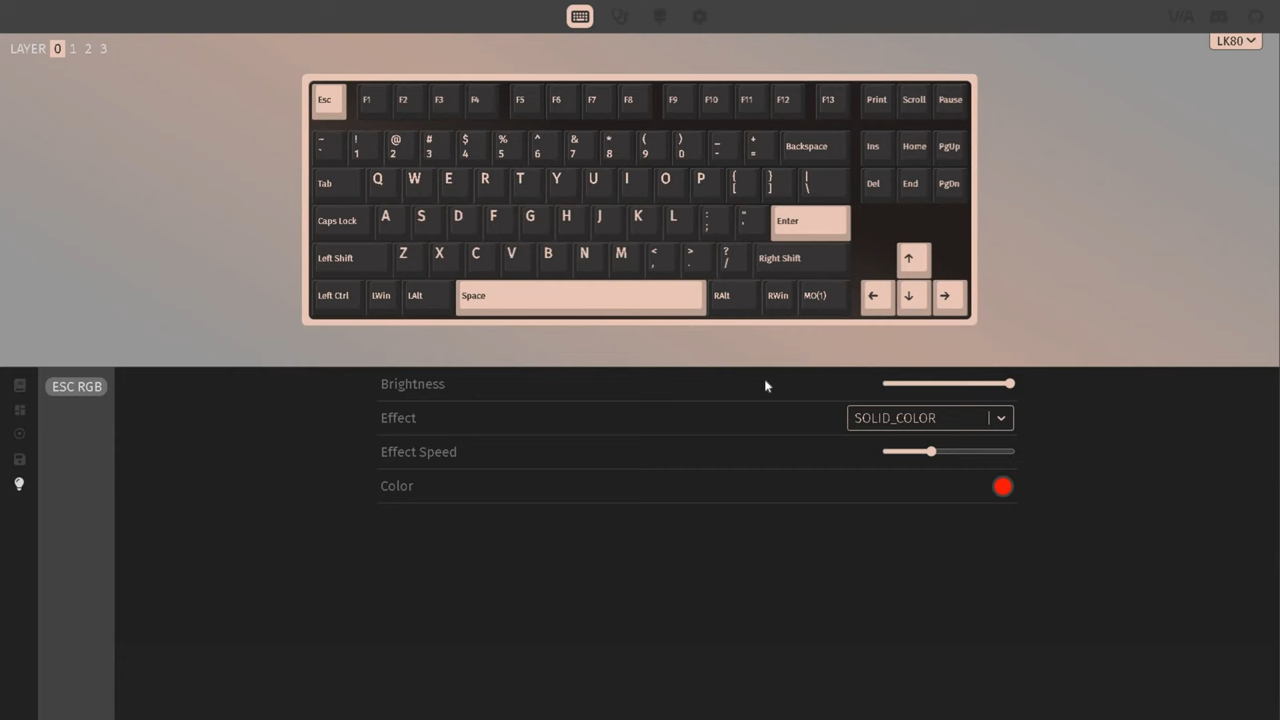 VIA
LAYER 0 1 2 3
LK80
Esc F1 F2 F3 F4 F5 F6 F7 F8 F9 F10 F11 F12 F13 Print Scroll Pause
~ ! @ # $ % ^ & * ( ) _ +
` 1 2 3 4 5 6 7 8 9 0 - = Backspace Ins Home PgUp
Tab Q W E R T Y U I O P { } |
[ ] \ Del End PgDn
Caps Lock A S D F G H J K L : " Enter
; '
Left Shift Z X C V B N M < > ? Right Shift ↑
, . /
Left Ctrl LWin LAlt Space RAlt RWin MO(1) ← ↓ →
ESC RGB
Brightness
Effect SOLID_COLOR
Effect Speed
Color